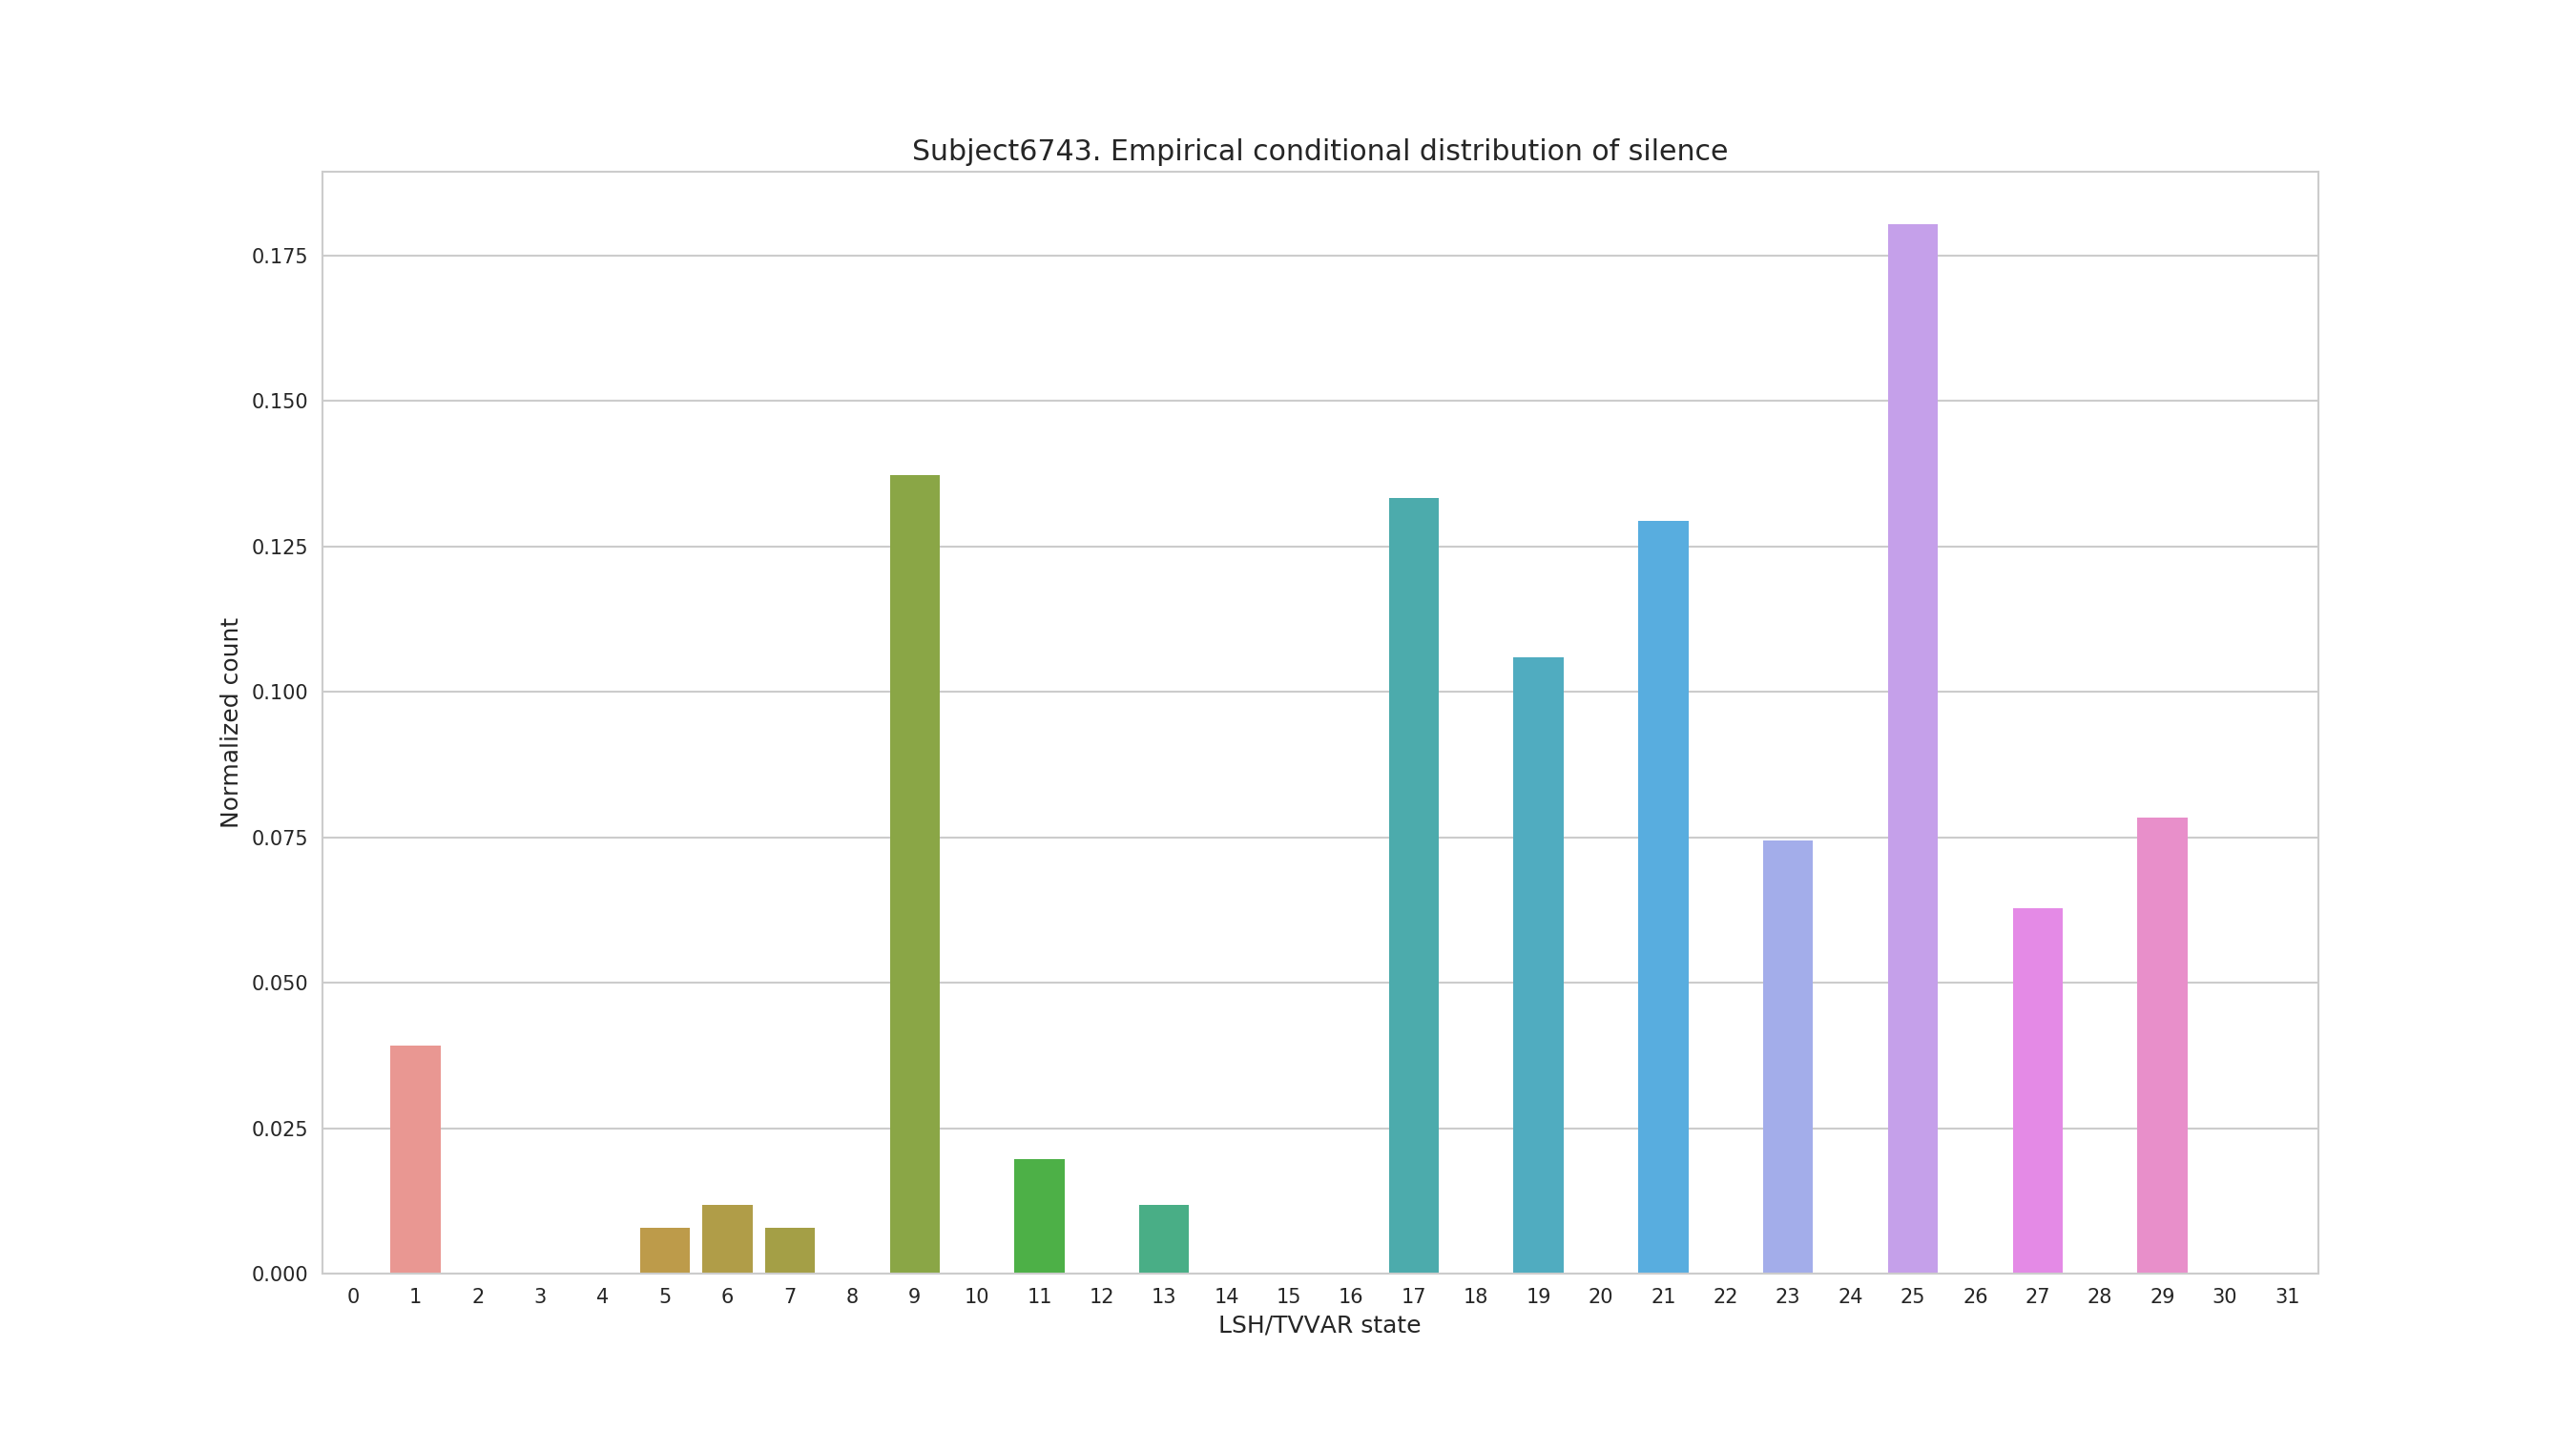 Subject6743. Empirical conditional distribution of silence
Normalized count
0.175
0.150
0.125
0.100
0.075
0.050
0.025
0.000
0 1 2 3 4 5 6 7 8 9 10 11 12 13 14 15 16 17 18 19 20 21 22 23 24 25 26 27 28 29 30 31
LSH/TVVAR state